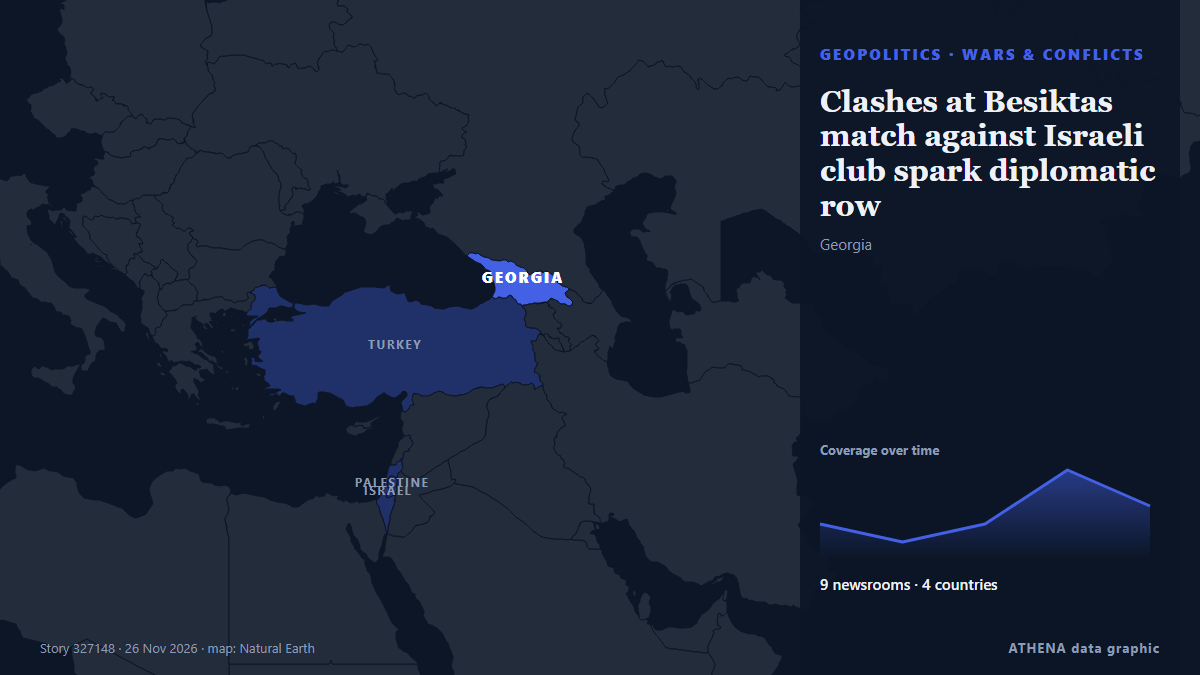 GEOPOLITICS · WARS & CONFLICTS
Clashes at Besiktas
match against Israeli
club spark diplomatic
row
Georgia
GEORGIA
TURKEY
PALESTINE
ISRAEL
Coverage over time
9 newsrooms · 4 countries
Story 327148 · 26 Nov 2026 · map: Natural Earth
ATHENA data graphic